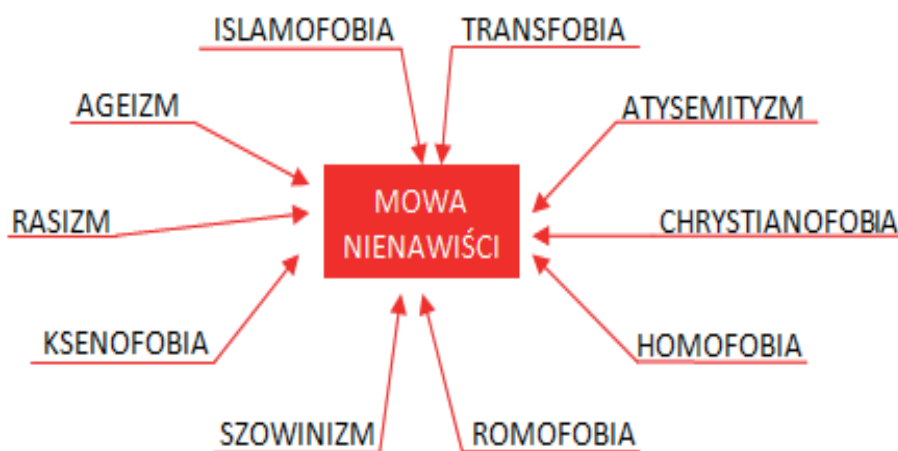 ISLAMOFOBIA
TRANSFOBIA
AGEIZM
ATYSEMITYZM
MOWA
NIENAWIŚCI
RASIZM
CHRYSTIANOFOBIA
KSENOFOBIA
HOMOFOBIA
SZOWINIZM
ROMOFOBIA